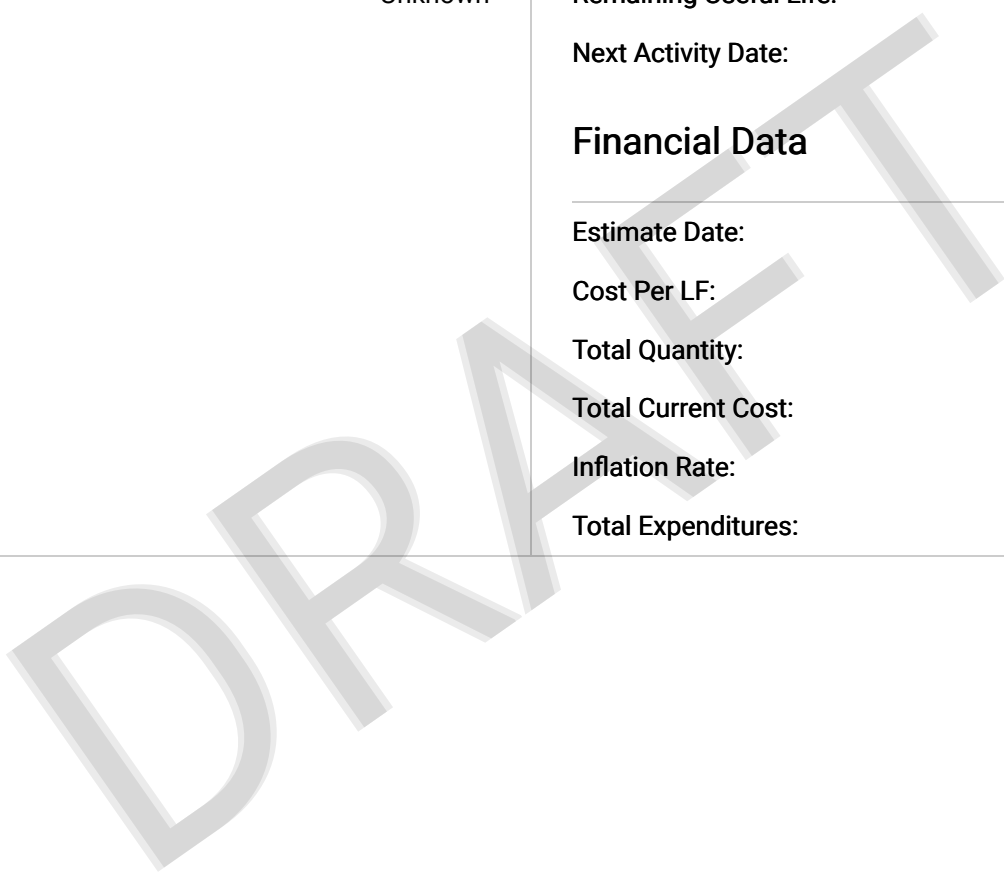 Unknown
Remaining Useful Life:
Next Activity Date:
Financial Data
Estimate Date:
Cost Per LF:
Total Quantity:
Total Current Cost:
Inflation Rate:
Total Expenditures:
DRAFT